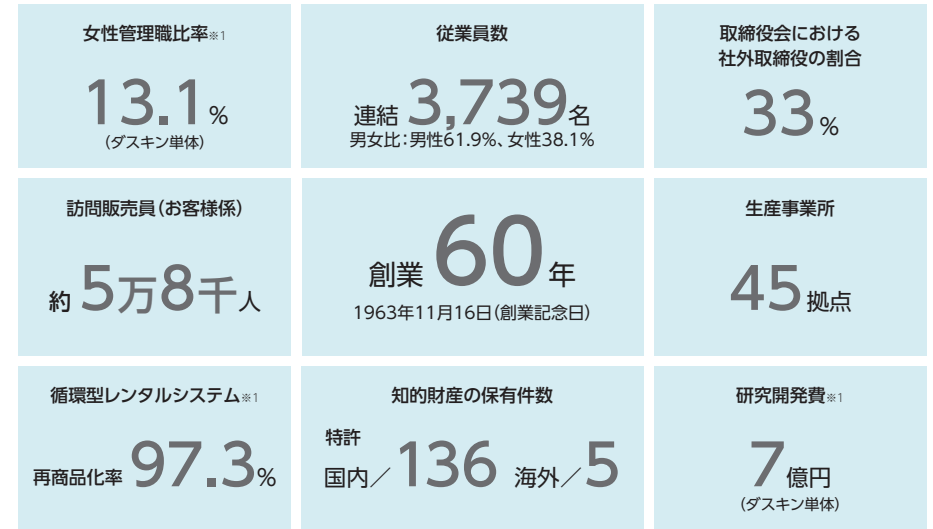 女性管理職比率※1
13.1%
(ダスキン単体)
従業員数
連結 3,739名
男女比:男性61.9%、女性38.1%
取締役会における
社外取締役の割合
33%
訪問販売員(お客様係)
約5万8千人
創業60年
1963年11月16日(創業記念日)
生産事業所
45拠点
循環型レンタルシステム※1
再商品化率 97.3%
知的財産の保有件数
特許
国内/136 海外/5
研究開発費※1
7億円
(ダスキン単体)